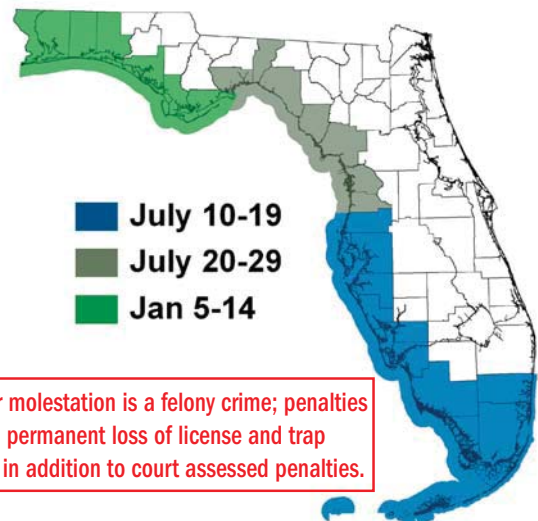 July 10-19
July 20-29
Jan 5-14
r molestation is a felony crime; penalties
permanent loss of license and trap
in addition to court assessed penalties.